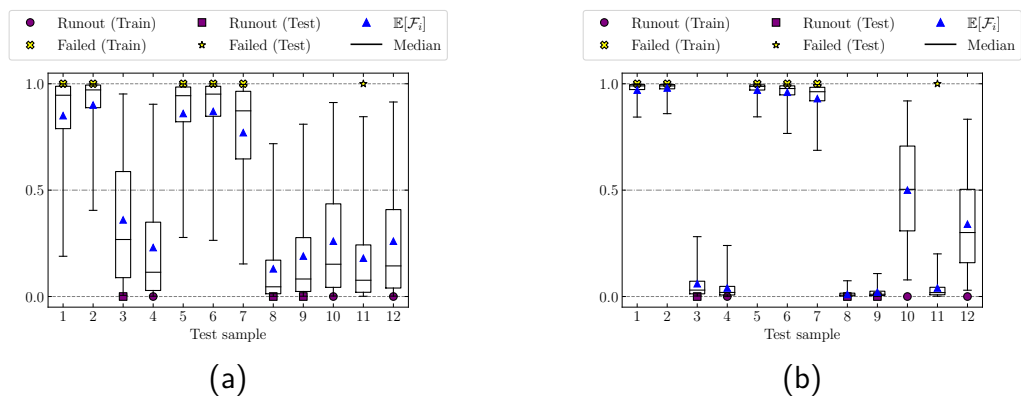 Runout (Train) Runout (Test) 𝔼[ℱᵢ]
Failed (Train) Failed (Test) Median
1.0
0.5
0.0
1 2 3 4 5 6 7 8 9 10 11 12
Test sample
(a)
Runout (Train) Runout (Test) 𝔼[ℱᵢ]
Failed (Train) Failed (Test) Median
1.0
0.5
0.0
1 2 3 4 5 6 7 8 9 10 11 12
Test sample
(b)